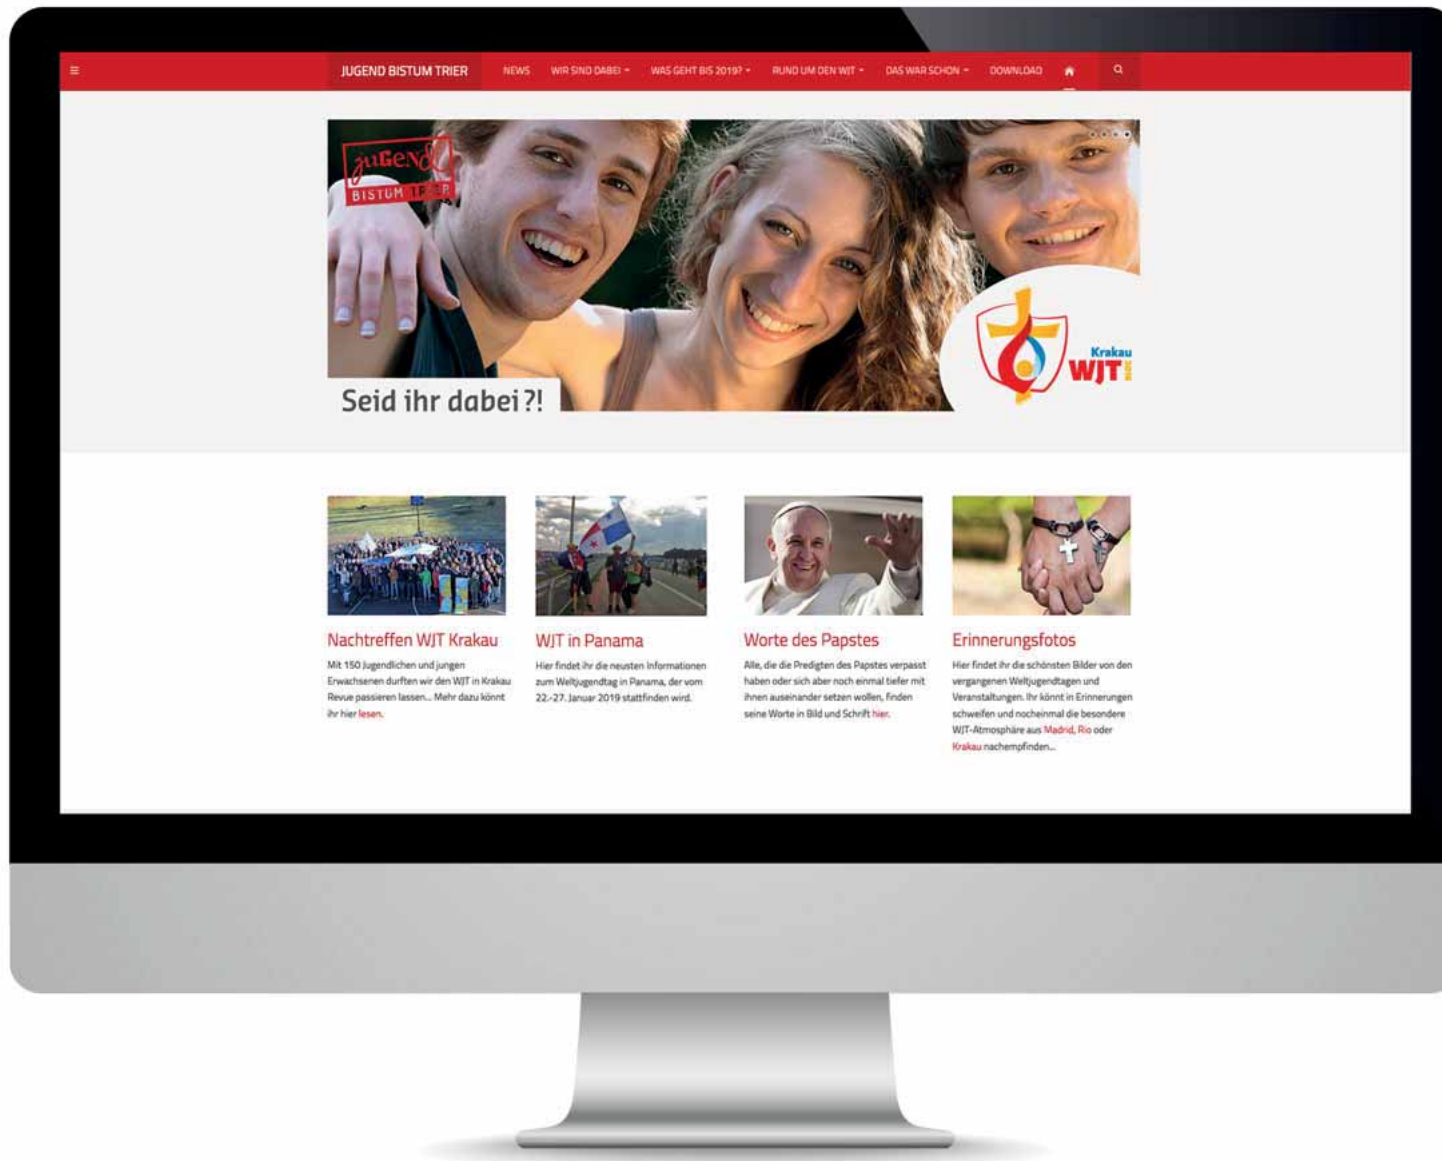 JUGEND BISTUM TRIER NEWS WIR SIND DABEI WAS GEHT BIS 2019? RUND UM DEN WJT DAS WAR SCHON DOWNLOAD
jugend
BISTUM TRIER
Krakau
WJT
Seid ihr dabei?!
Nachtreffen WJT Krakau
Mit 150 Jugendlichen und jungen
Erwachsenen durften wir den WJT in Krakau
Revue passieren lassen... Mehr dazu könnt
ihr hier lesen.
WJT in Panama
Hier findet ihr die neusten Informationen
zum Weltjugendtag in Panama, der vom
22.-27. Januar 2019 stattfinden wird.
Worte des Papstes
Alle, die die Predigten des Papstes verpasst
haben oder sich aber noch einmal tiefer mit
ihnen auseinander setzen wollen, finden
seine Worte in Bild und Schrift hier.
Erinnerungsfotos
Hier findet ihr die schönsten Bilder von den
vergangenen Weltjugendtagen und
Veranstaltungen. Ihr könnt in Erinnerungen
schweifen und nocheinmal die besondere
WJT-Atmosphäre aus Madrid, Rio oder
Krakau nachempfinden...